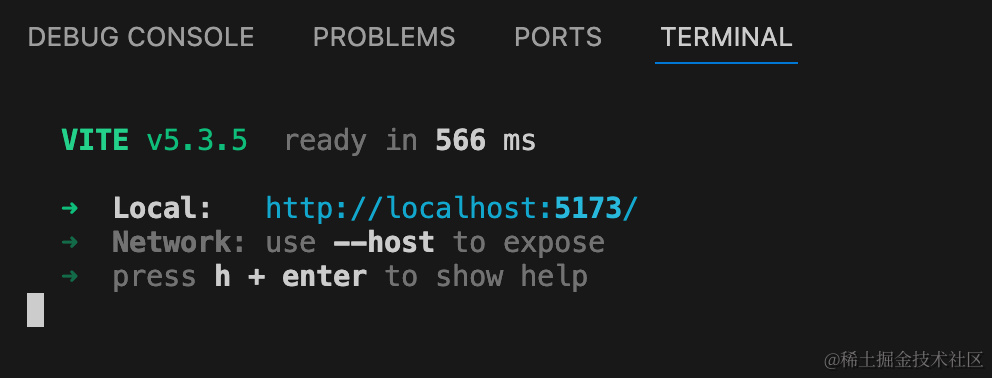 DEBUG CONSOLE PROBLEMS PORTS TERMINAL
VITE v5.3.5 ready in 566 ms
➜ Local: http://localhost:5173/
➜ Network: use --host to expose
➜ press h + enter to show help
@稀土掘金技术社区